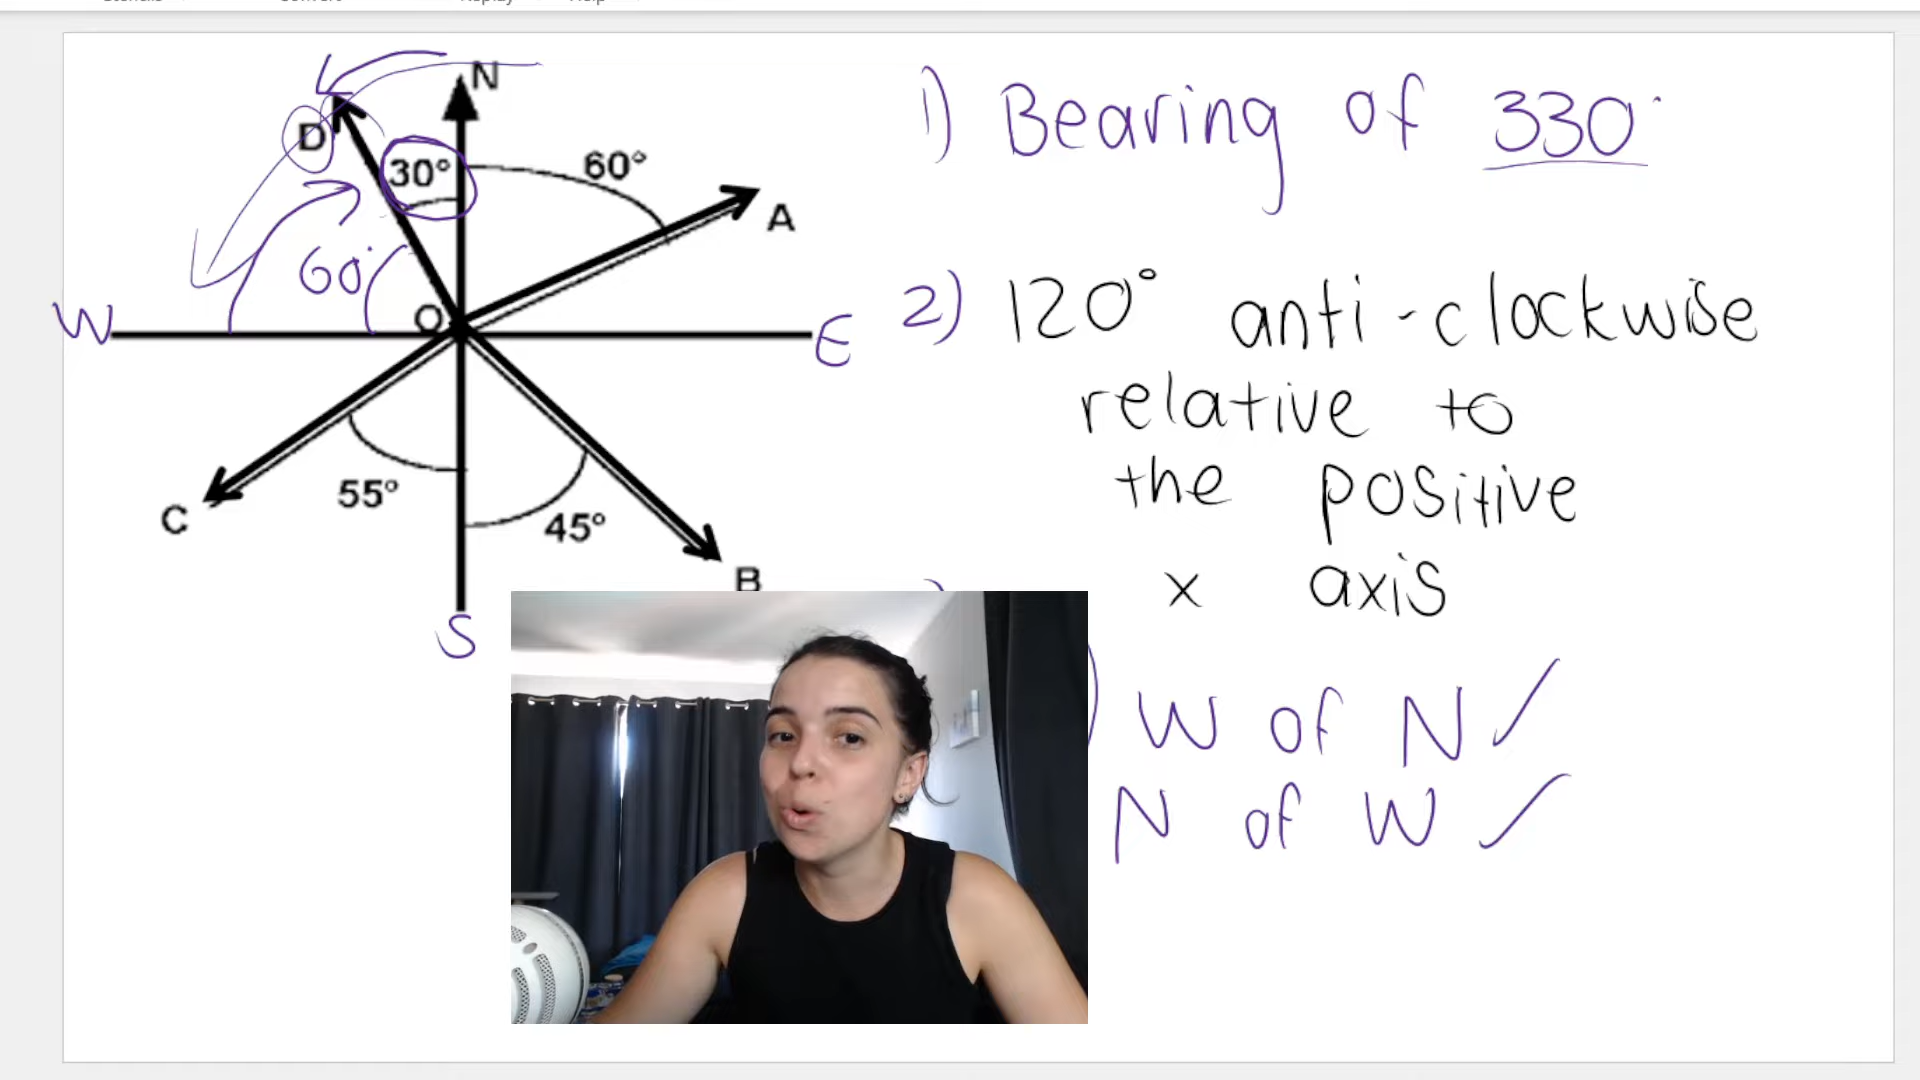 N
D
30°
60°
A
60°
O
W
E
C
55°
45°
B
S
1) Bearing of 330°
2) 120° anti-clockwise
relative to
the positive
x axis
W of N ✓
N of W ✓